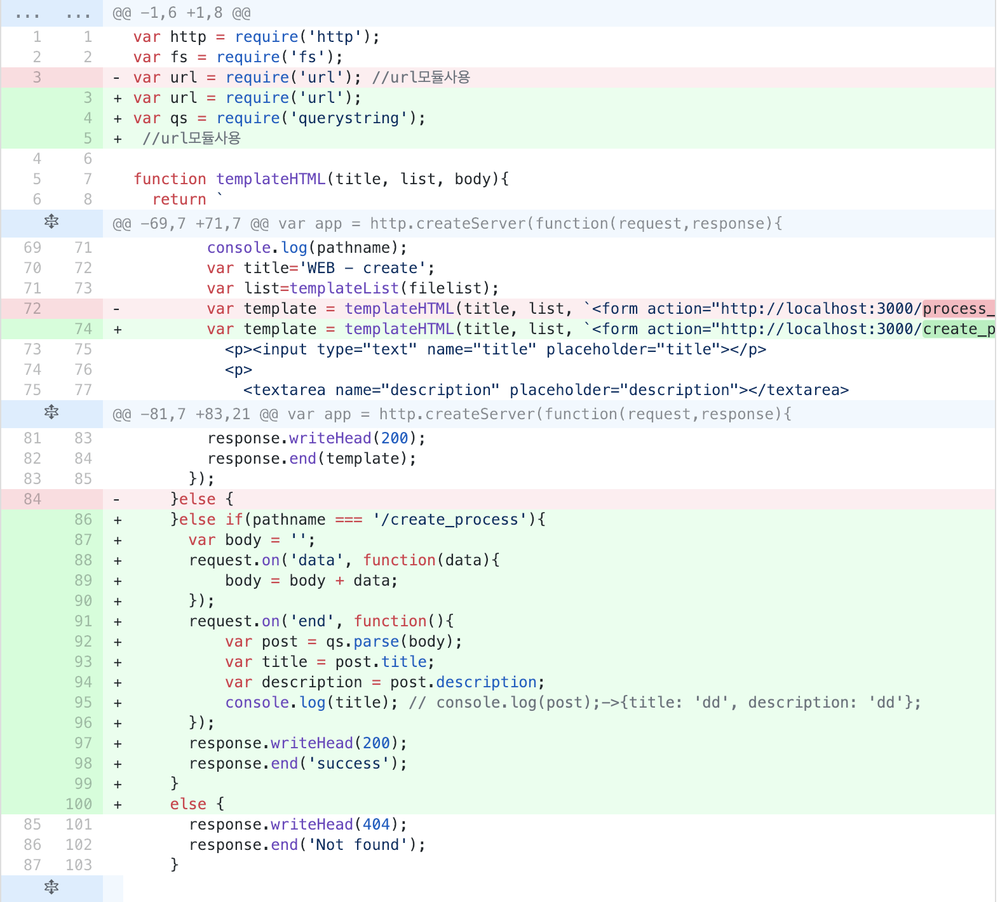 ... ... @@ -1,6 +1,8 @@
1 1 var http = require('http');
2 2 var fs = require('fs');
3 - var url = require('url'); //url모듈사용
3 + var url = require('url');
4 + var qs = require('querystring');
5 + //url모듈사용
4 6
5 7 function templateHTML(title, list, body){
6 8 return `
@@ -69,7 +71,7 @@ var app = http.createServer(function(request,response){
69 71 console.log(pathname);
70 72 var title='WEB - create';
71 73 var list=templateList(filelist);
72 - var template = templateHTML(title, list, `<form action="http://localhost:3000/process_
74 + var template = templateHTML(title, list, `<form action="http://localhost:3000/create_p
73 75 <p><input type="text" name="title" placeholder="title"></p>
74 76 <p>
75 77 <textarea name="description" placeholder="description"></textarea>
@@ -81,7 +83,21 @@ var app = http.createServer(function(request,response){
81 83 response.writeHead(200);
82 84 response.end(template);
83 85 });
84 - }else {
86 + }else if(pathname === '/create_process'){
87 + var body = '';
88 + request.on('data', function(data){
89 + body = body + data;
90 + });
91 + request.on('end', function(){
92 + var post = qs.parse(body);
93 + var title = post.title;
94 + var description = post.description;
95 + console.log(title); // console.log(post);->{title: 'dd', description: 'dd'};
96 + });
97 + response.writeHead(200);
98 + response.end('success');
99 + }
100 + else {
85 101 response.writeHead(404);
86 102 response.end('Not found');
87 103 }